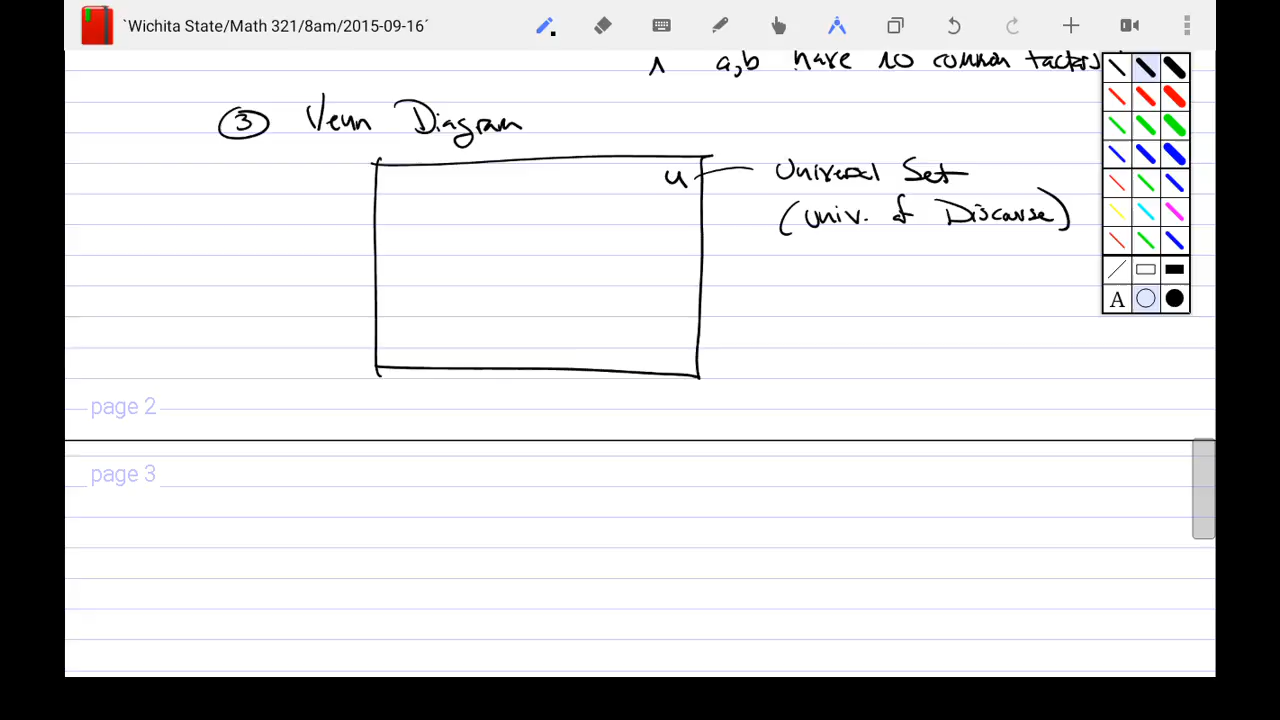 `Wichita State/Math 321/8am/2015-09-16´
∧ a,b have no common factors
③ Venn Diagram
U Universal Set
(univ. of Discourse)
A
page 2
page 3